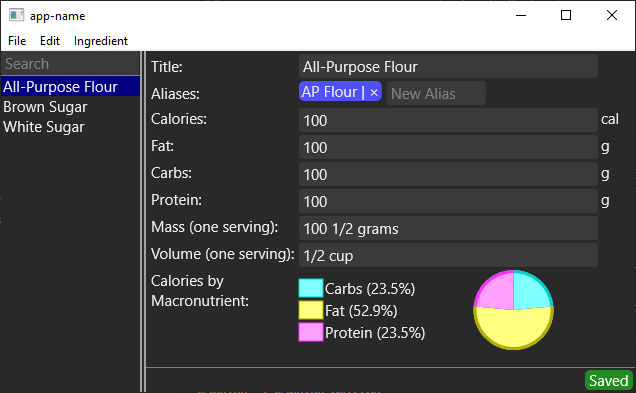 app-name
File Edit Ingredient
Search
All-Purpose Flour
Brown Sugar
White Sugar
Title: All-Purpose Flour
Aliases: AP Flour | × New Alias
Calories: 100 cal
Fat: 100 g
Carbs: 100 g
Protein: 100 g
Mass (one serving): 100 1/2 grams
Volume (one serving): 1/2 cup
Calories by
Macronutrient:
Carbs (23.5%)
Fat (52.9%)
Protein (23.5%)
Saved